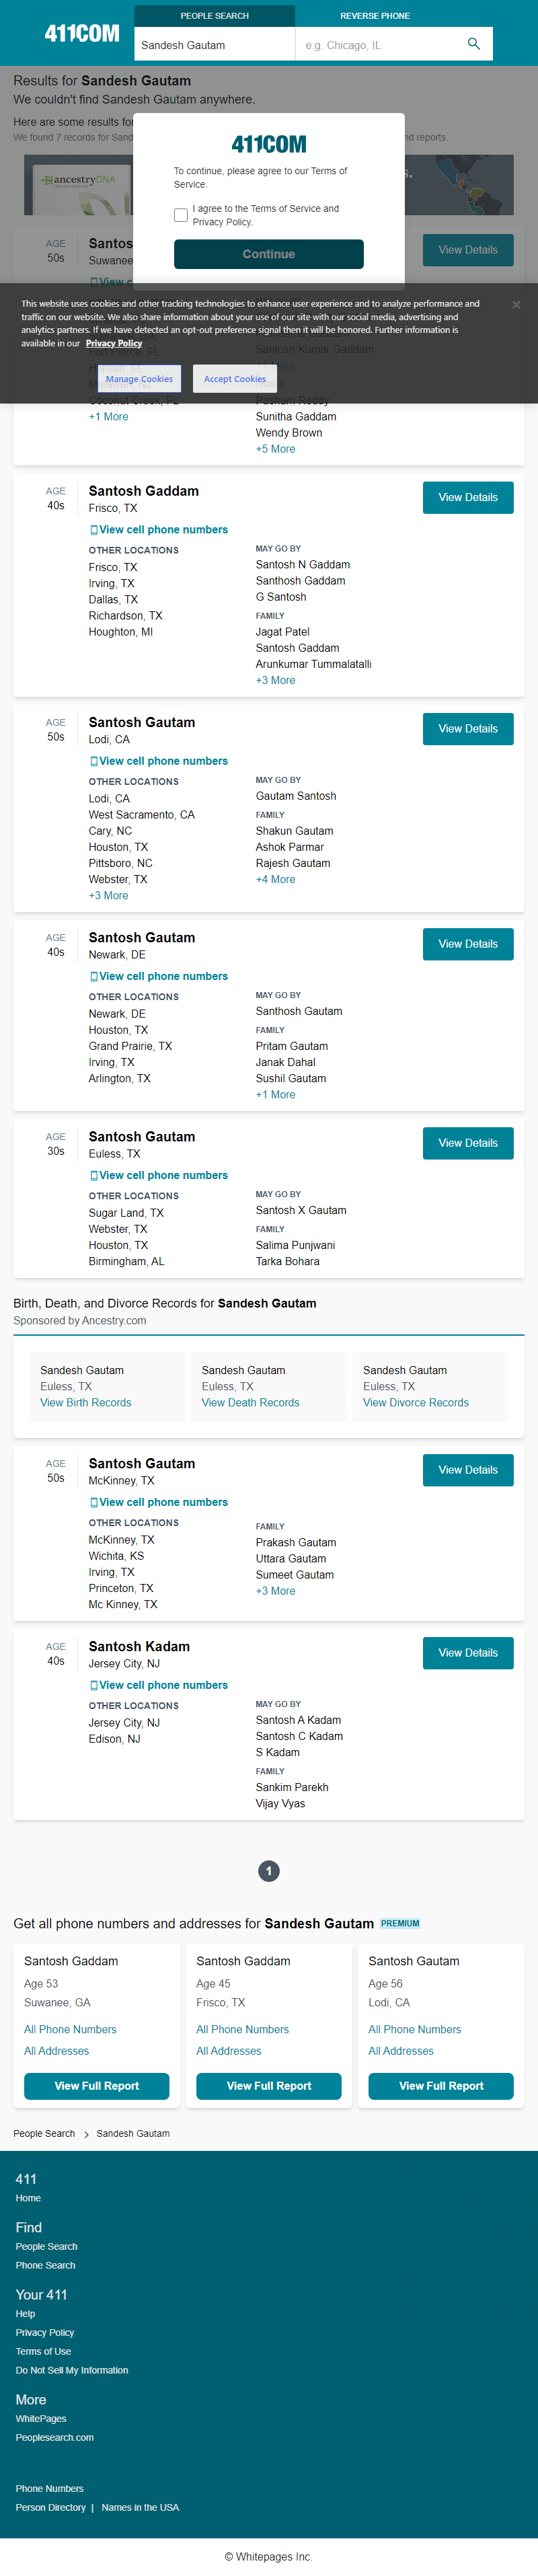 PEOPLE SEARCH
REVERSE PHONE
411COM
Sandesh Gautam
e.g. Chicago, IL
Results for Sandesh Gautam
We couldn't find Sandesh Gautam anywhere.
Here are some results for
We found 7 records for Sand
nd reports.
ancestryDNA
411COM
To continue, please agree to our Terms of
Service.
I agree to the Terms of Service and
Privacy Policy.
Continue
AGE
50s
Santos
Suwanee
View c
View Details
This website uses cookies and other tracking technologies to enhance user experience and to analyze performance and
traffic on our website. We also share information about your use of our site with our social media, advertising and
analytics partners. If we have detected an opt-out preference signal then it will be honored. Further information is
available in our Privacy Policy
Fort Pierce, FL
Santosh Kumar Gaddam
Manage Cookies
Accept Cookies
Coconut Creek, FL
+1 More
Pusham Reddy
Sunitha Gaddam
Wendy Brown
+5 More
AGE
40s
Santosh Gaddam
Frisco, TX
View cell phone numbers
View Details
OTHER LOCATIONS
Frisco, TX
Irving, TX
Dallas, TX
Richardson, TX
Houghton, MI
MAY GO BY
Santosh N Gaddam
Santhosh Gaddam
G Santosh
FAMILY
Jagat Patel
Santosh Gaddam
Arunkumar Tummalatalli
+3 More
AGE
50s
Santosh Gautam
Lodi, CA
View cell phone numbers
View Details
OTHER LOCATIONS
Lodi, CA
West Sacramento, CA
Cary, NC
Houston, TX
Pittsboro, NC
Webster, TX
+3 More
MAY GO BY
Gautam Santosh
FAMILY
Shakun Gautam
Ashok Parmar
Rajesh Gautam
+4 More
AGE
40s
Santosh Gautam
Newark, DE
View cell phone numbers
View Details
OTHER LOCATIONS
Newark, DE
Houston, TX
Grand Prairie, TX
Irving, TX
Arlington, TX
MAY GO BY
Santhosh Gautam
FAMILY
Pritam Gautam
Janak Dahal
Sushil Gautam
+1 More
AGE
30s
Santosh Gautam
Euless, TX
View cell phone numbers
View Details
OTHER LOCATIONS
Sugar Land, TX
Webster, TX
Houston, TX
Birmingham, AL
MAY GO BY
Santosh X Gautam
FAMILY
Salima Punjwani
Tarka Bohara
Birth, Death, and Divorce Records for Sandesh Gautam
Sponsored by Ancestry.com
Sandesh Gautam
Euless, TX
View Birth Records
Sandesh Gautam
Euless, TX
View Death Records
Sandesh Gautam
Euless, TX
View Divorce Records
AGE
50s
Santosh Gautam
McKinney, TX
View cell phone numbers
View Details
OTHER LOCATIONS
McKinney, TX
Wichita, KS
Irving, TX
Princeton, TX
Mc Kinney, TX
FAMILY
Prakash Gautam
Uttara Gautam
Sumeet Gautam
+3 More
AGE
40s
Santosh Kadam
Jersey City, NJ
View cell phone numbers
View Details
OTHER LOCATIONS
Jersey City, NJ
Edison, NJ
MAY GO BY
Santosh A Kadam
Santosh C Kadam
S Kadam
FAMILY
Sankim Parekh
Vijay Vyas
1
Get all phone numbers and addresses for Sandesh Gautam PREMIUM
Santosh Gaddam
Age 53
Suwanee, GA
All Phone Numbers
All Addresses
View Full Report
Santosh Gaddam
Age 45
Frisco, TX
All Phone Numbers
All Addresses
View Full Report
Santosh Gautam
Age 56
Lodi, CA
All Phone Numbers
All Addresses
View Full Report
People Search > Sandesh Gautam
411
Home
Find
People Search
Phone Search
Your 411
Help
Privacy Policy
Terms of Use
Do Not Sell My Information
More
WhitePages
Peoplesearch.com
Phone Numbers
Person Directory | Names in the USA
© Whitepages Inc.